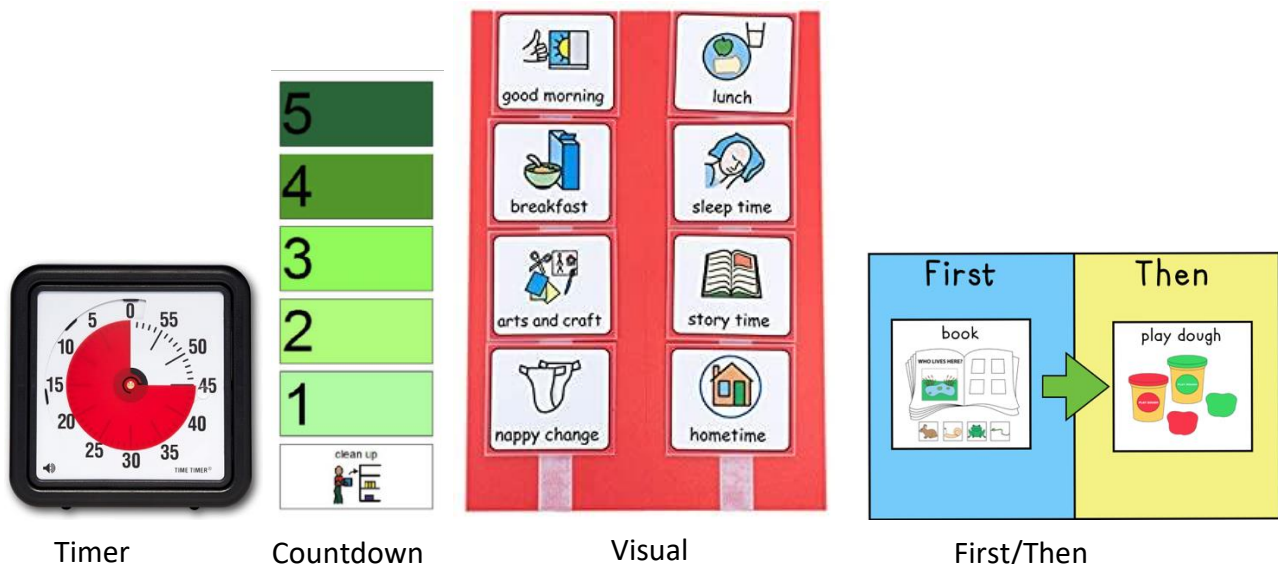 0
5
55
10
50
15
45
20
40
25
30
35
TIME TIMER®
Timer
5
4
3
2
1
clean up
Countdown
good morning
lunch
breakfast
sleep time
arts and craft
story time
nappy change
hometime
Visual
First
Then
book
WHO LIVES HERE?
play dough
First/Then